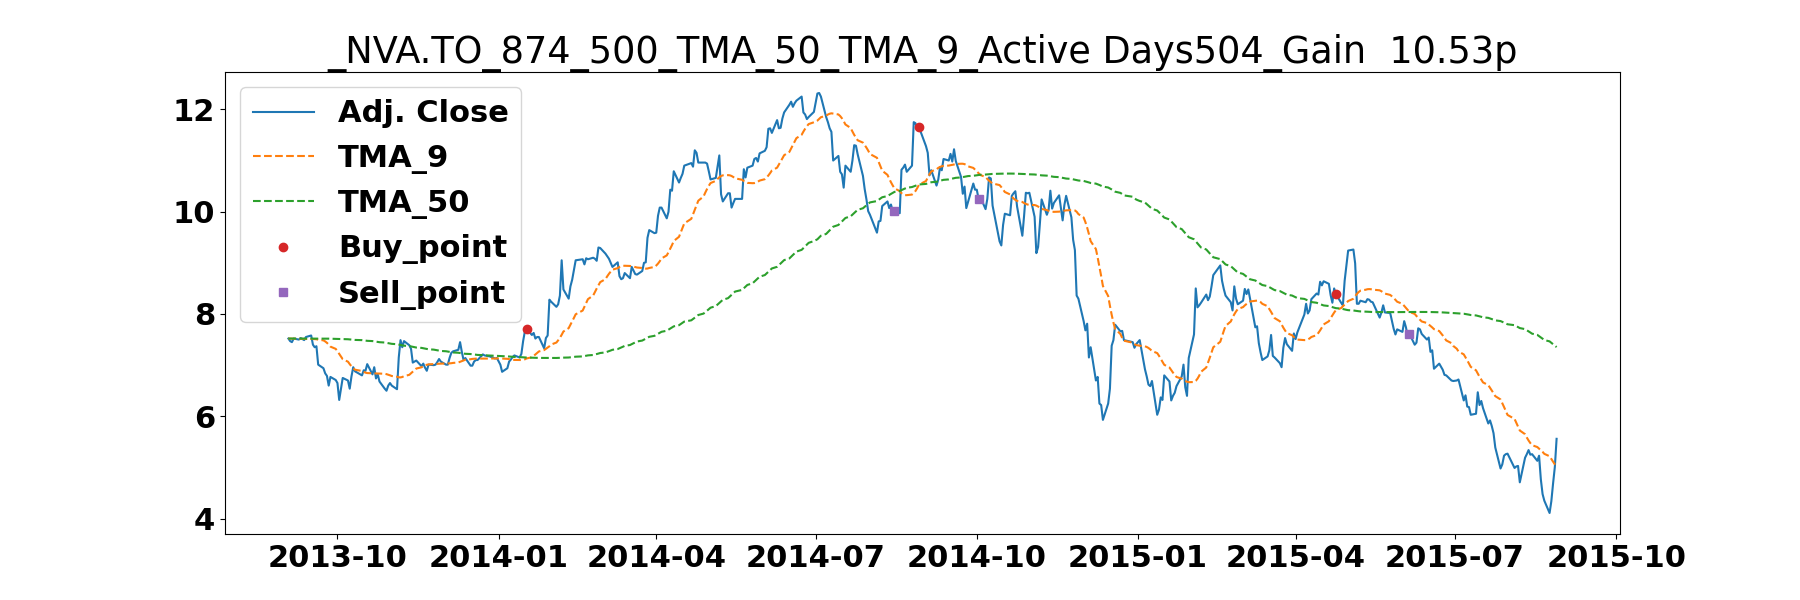 _NVA.TO_874_500_TMA_50_TMA_9_Active Days504_Gain  10.53p
Adj. Close
TMA_9
TMA_50
Buy_point
Sell_point
12
10
8
6
4
2013-10 2014-01 2014-04 2014-07 2014-10 2015-01 2015-04 2015-07 2015-10